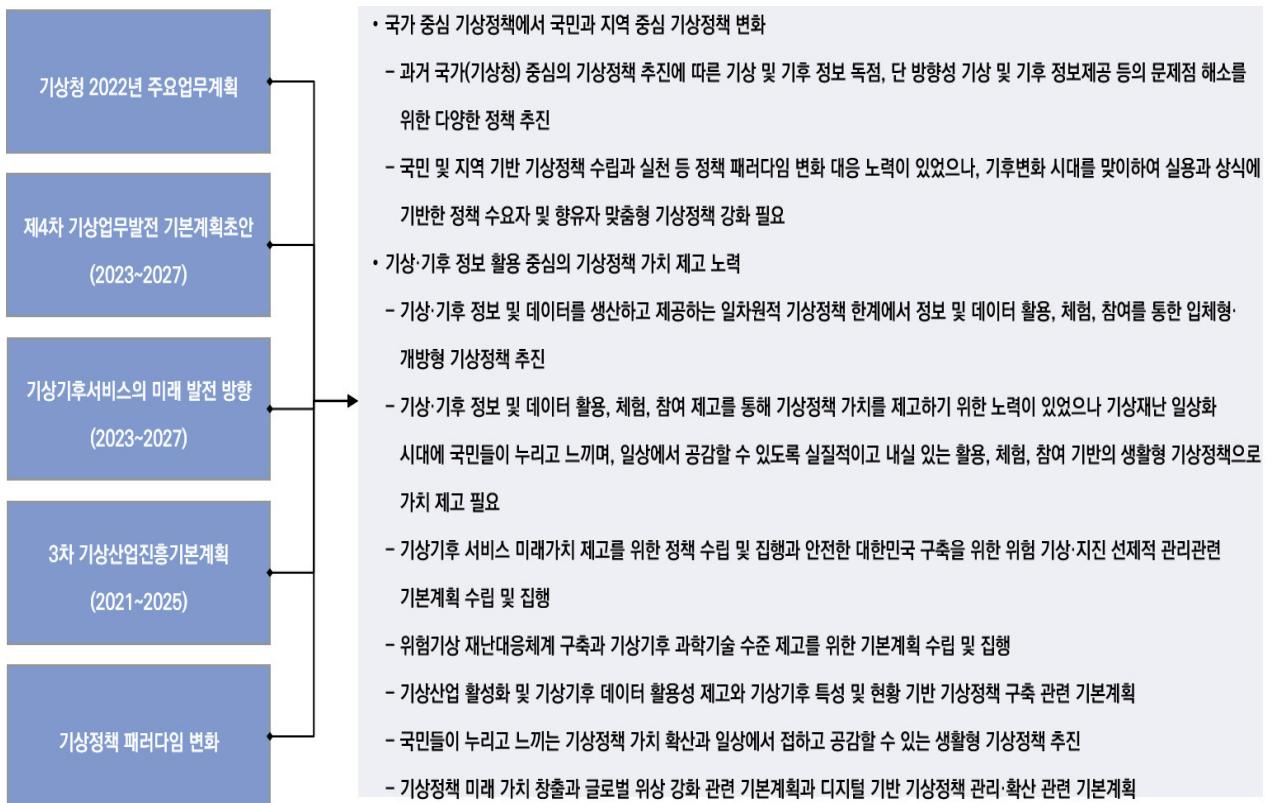 기상청 2022년 주요업무계획
제4차 기상업무발전 기본계획초안
(2023~2027)
기상기후서비스의 미래 발전 방향
(2023~2027)
3차 기상산업진흥기본계획
(2021~2025)
기상정책 패러다임 변화
• 국가 중심 기상정책에서 국민과 지역 중심 기상정책 변화
– 과거 국가(기상청) 중심의 기상정책 추진에 따른 기상 및 기후 정보 독점, 단 방향성 기상 및 기후 정보제공 등의 문제점 해소를
위한 다양한 정책 추진
– 국민 및 지역 기반 기상정책 수립과 실천 등 정책 패러다임 변화 대응 노력이 있었으나, 기후변화 시대를 맞이하여 실용과 상식에
기반한 정책 수요자 및 향유자 맞춤형 기상정책 강화 필요
• 기상·기후 정보 활용 중심의 기상정책 가치 제고 노력
– 기상·기후 정보 및 데이터를 생산하고 제공하는 일차원적 기상정책 한계에서 정보 및 데이터 활용, 체험, 참여를 통한 입체형·
개방형 기상정책 추진
– 기상·기후 정보 및 데이터 활용, 체험, 참여 제고를 통해 기상정책 가치를 제고하기 위한 노력이 있었으나 기상재난 일상화
시대에 국민들이 누리고 느끼며, 일상에서 공감할 수 있도록 실질적이고 내실 있는 활용, 체험, 참여 기반의 생활형 기상정책으로
가치 제고 필요
– 기상기후 서비스 미래가치 제고를 위한 정책 수립 및 집행과 안전한 대한민국 구축을 위한 위험 기상·지진 선제적 관리관련
기본계획 수립 및 집행
– 위험기상 재난대응체계 구축과 기상기후 과학기술 수준 제고를 위한 기본계획 수립 및 집행
– 기상산업 활성화 및 기상기후 데이터 활용성 제고와 기상기후 특성 및 현황 기반 기상정책 구축 관련 기본계획
– 국민들이 누리고 느끼는 기상정책 가치 확산과 일상에서 접하고 공감할 수 있는 생활형 기상정책 추진
– 기상정책 미래 가치 창출과 글로벌 위상 강화 관련 기본계획과 디지털 기반 기상정책 관리·확산 관련 기본계획